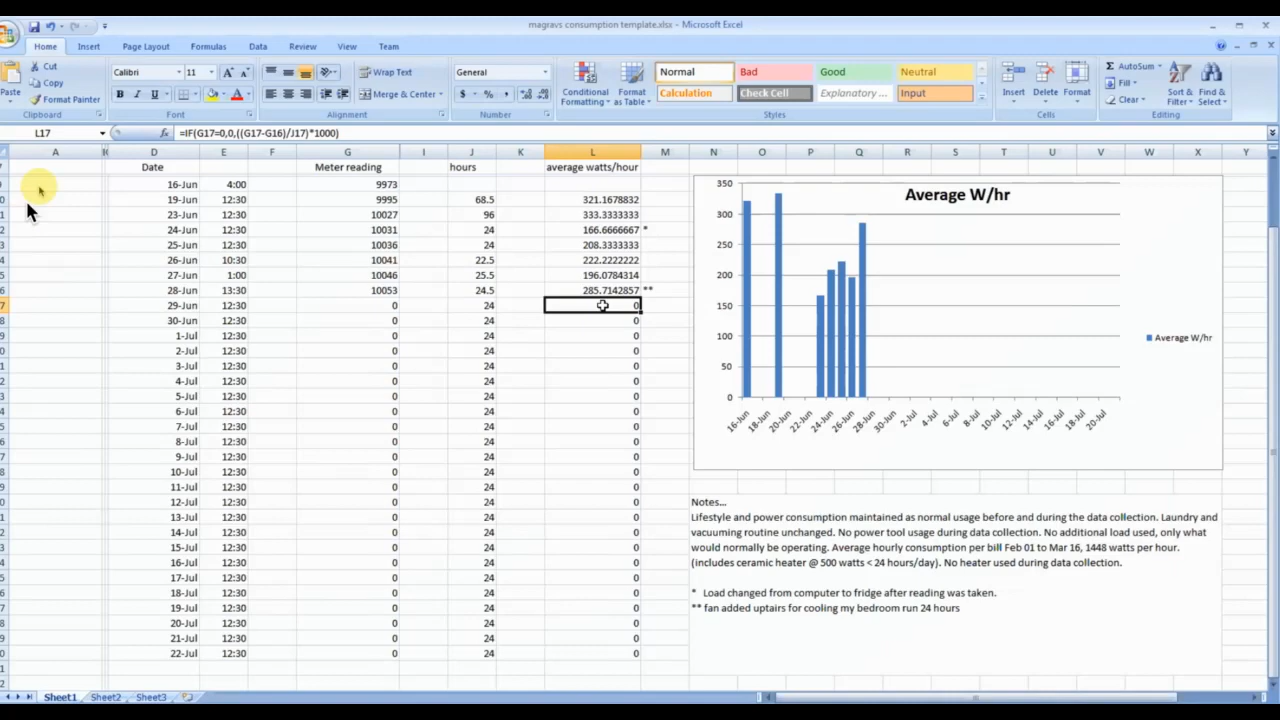 magravs consumption template.xlsx - Microsoft Excel
Home Insert Page Layout Formulas Data Review View Team
Paste Cut Copy Format Painter
Calibri 11
Wrap Text
Merge & Center
General
Conditional Formatting Format as Table
Normal Bad Good Neutral
Calculation Check Cell Explanatory ... Input
Insert Delete Format
AutoSum Fill Clear
Sort & Filter Find & Select
Clipboard Font Alignment Number Styles Cells Editing
L17 fx =IF(G17=0,0,((G17-G16)/J17)*1000)
A D E F G I J K L M N O P Q R S T U V W X Y
Date Meter reading hours average watts/hour
16-Jun 4:00 9973
19-Jun 12:30 9995 68.5 321.1678832
23-Jun 12:30 10027 96 333.3333333
24-Jun 12:30 10031 24 166.6666667 *
25-Jun 12:30 10036 24 208.3333333
26-Jun 10:30 10041 22.5 222.2222222
27-Jun 1:00 10046 25.5 196.0784314
28-Jun 13:30 10053 24.5 285.7142857 **
29-Jun 12:30 0 24 0
30-Jun 12:30 0 24 0
1-Jul 12:30 0 24 0
2-Jul 12:30 0 24 0
3-Jul 12:30 0 24 0
4-Jul 12:30 0 24 0
5-Jul 12:30 0 24 0
6-Jul 12:30 0 24 0
7-Jul 12:30 0 24 0
8-Jul 12:30 0 24 0
9-Jul 12:30 0 24 0
10-Jul 12:30 0 24 0
11-Jul 12:30 0 24 0
12-Jul 12:30 0 24 0
13-Jul 12:30 0 24 0
14-Jul 12:30 0 24 0
15-Jul 12:30 0 24 0
16-Jul 12:30 0 24 0
17-Jul 12:30 0 24 0
18-Jul 12:30 0 24 0
19-Jul 12:30 0 24 0
20-Jul 12:30 0 24 0
21-Jul 12:30 0 24 0
22-Jul 12:30 0 24 0
Average W/hr
350
300
250
200
150
100
50
0
16-Jun 18-Jun 20-Jun 22-Jun 24-Jun 26-Jun 28-Jun 30-Jun 2-Jul 4-Jul 6-Jul 8-Jul 10-Jul 12-Jul 14-Jul 16-Jul 18-Jul 20-Jul
Average W/hr
Notes...
Lifestyle and power consumption maintained as normal usage before and during the data collection. Laundry and
vacuuming routine unchanged. No power tool usage during data collection. No additional load used, only what
would normally be operating. Average hourly consumption per bill Feb 01 to Mar 16, 1448 watts per hour.
(includes ceramic heater @ 500 watts < 24 hours/day). No heater used during data collection.
* Load changed from computer to fridge after reading was taken.
** fan added uptairs for cooling my bedroom run 24 hours
Sheet1 Sheet2 Sheet3